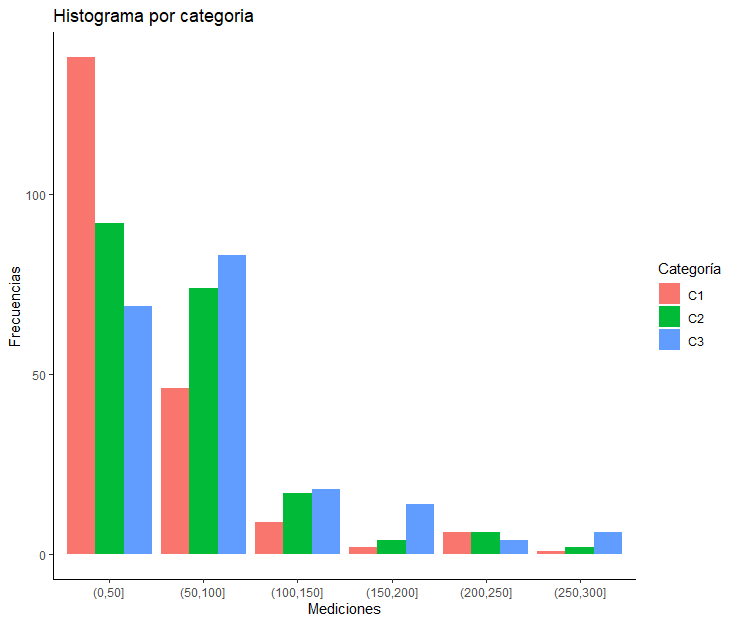 Histograma por categoria
Frecuencias
100
50
0
(0,50]
(50,100]
(100,150]
(150,200]
(200,250]
(250,300]
Mediciones
Categoría
C1
C2
C3